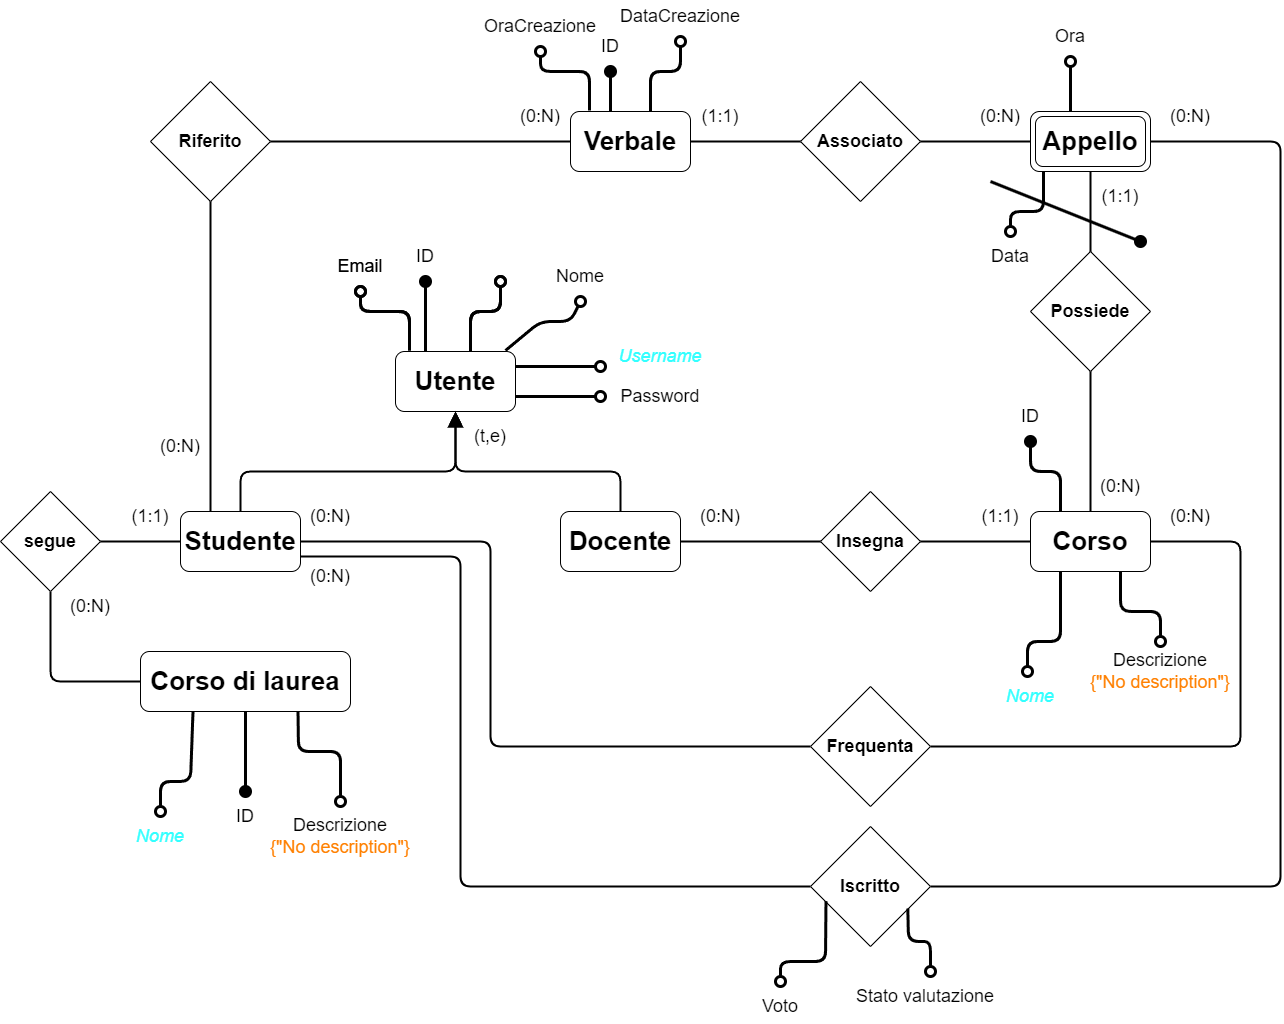 DataCreazione
OraCreazione
ID
Ora
(0:N)
(1:1)
(0:N)
(0:N)
Riferito
Verbale
Associato
Appello
(1:1)
Data
Email
ID
Nome
Possiede
Username
Utente
Password
(t,e)
ID
(0:N)
(0:N)
(1:1)
(0:N)
(0:N)
(1:1)
(0:N)
segue
Studente
Docente
Insegna
Corso
(0:N)
(0:N)
Corso di laurea
Descrizione
{"No description"}
Nome
Frequenta
Nome
ID
Descrizione
{"No description"}
Iscritto
Voto
Stato valutazione